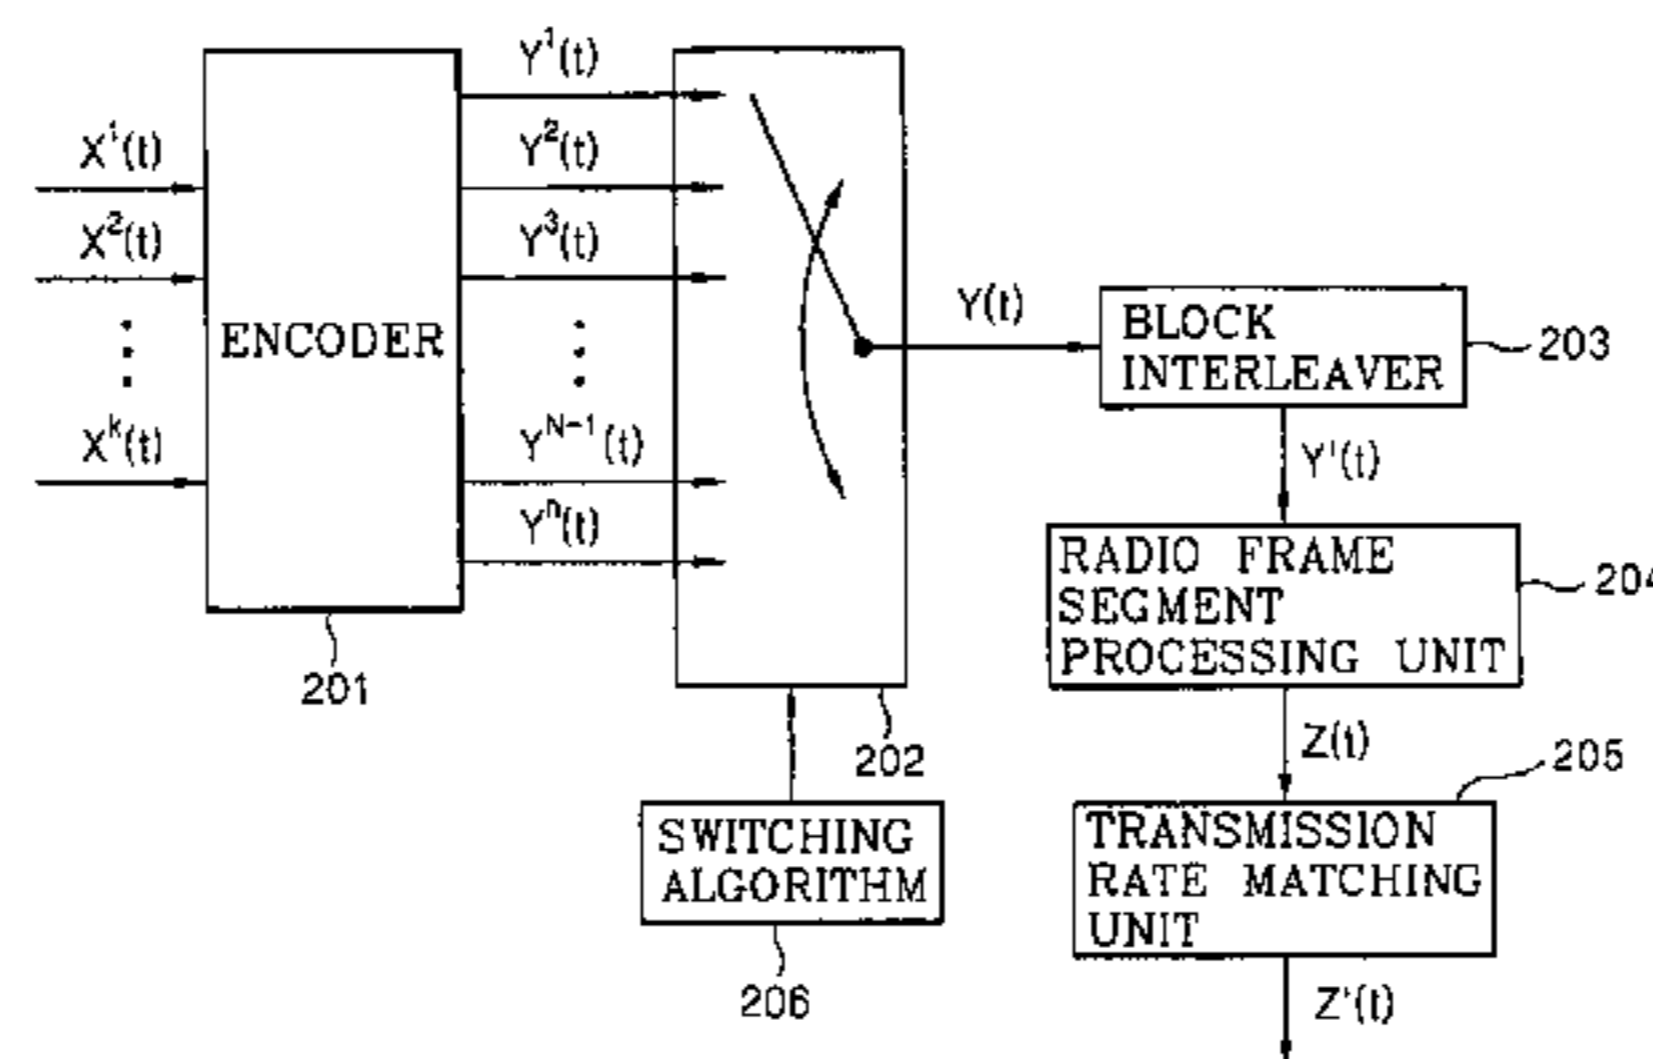 X¹(t)
X²(t)
Xᵏ(t)
ENCODER
201
Y¹(t)
Y²(t)
Y³(t)
Yᴺ⁻¹(t)
Yⁿ(t)
202
SWITCHING
ALGORITHM
206
Y(t)
BLOCK
INTERLEAVER
203
Y'(t)
RADIO FRAME
SEGMENT
PROCESSING UNIT
204
Z(t)
205
TRANSMISSION
RATE MATCHING
UNIT
Z'(t)